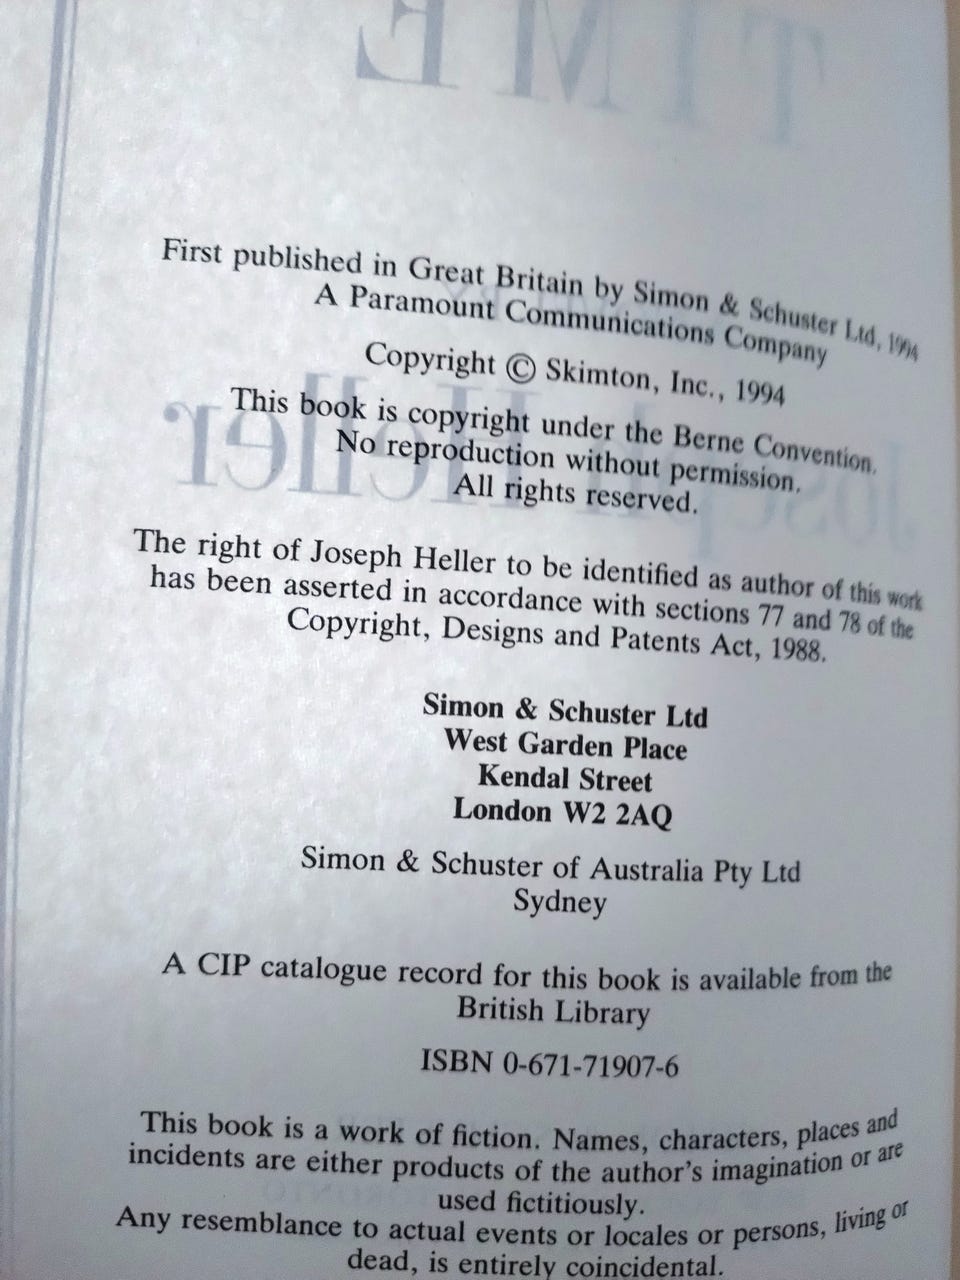 TIME
First published in Great Britain by Simon & Schuster Ltd, 1994
A Paramount Communications Company
Copyright © Skimton, Inc., 1994
This book is copyright under the Berne Convention.
No reproduction without permission.
All rights reserved.
Joseph Heller
The right of Joseph Heller to be identified as author of this work
has been asserted in accordance with sections 77 and 78 of the
Copyright, Designs and Patents Act, 1988.
Simon & Schuster Ltd
West Garden Place
Kendal Street
London W2 2AQ
Simon & Schuster of Australia Pty Ltd
Sydney
A CIP catalogue record for this book is available from the
British Library
ISBN 0-671-71907-6
This book is a work of fiction. Names, characters, places and
incidents are either products of the author's imagination or are
used fictitiously.
Any resemblance to actual events or locales or persons, living or
dead, is entirely coincidental.